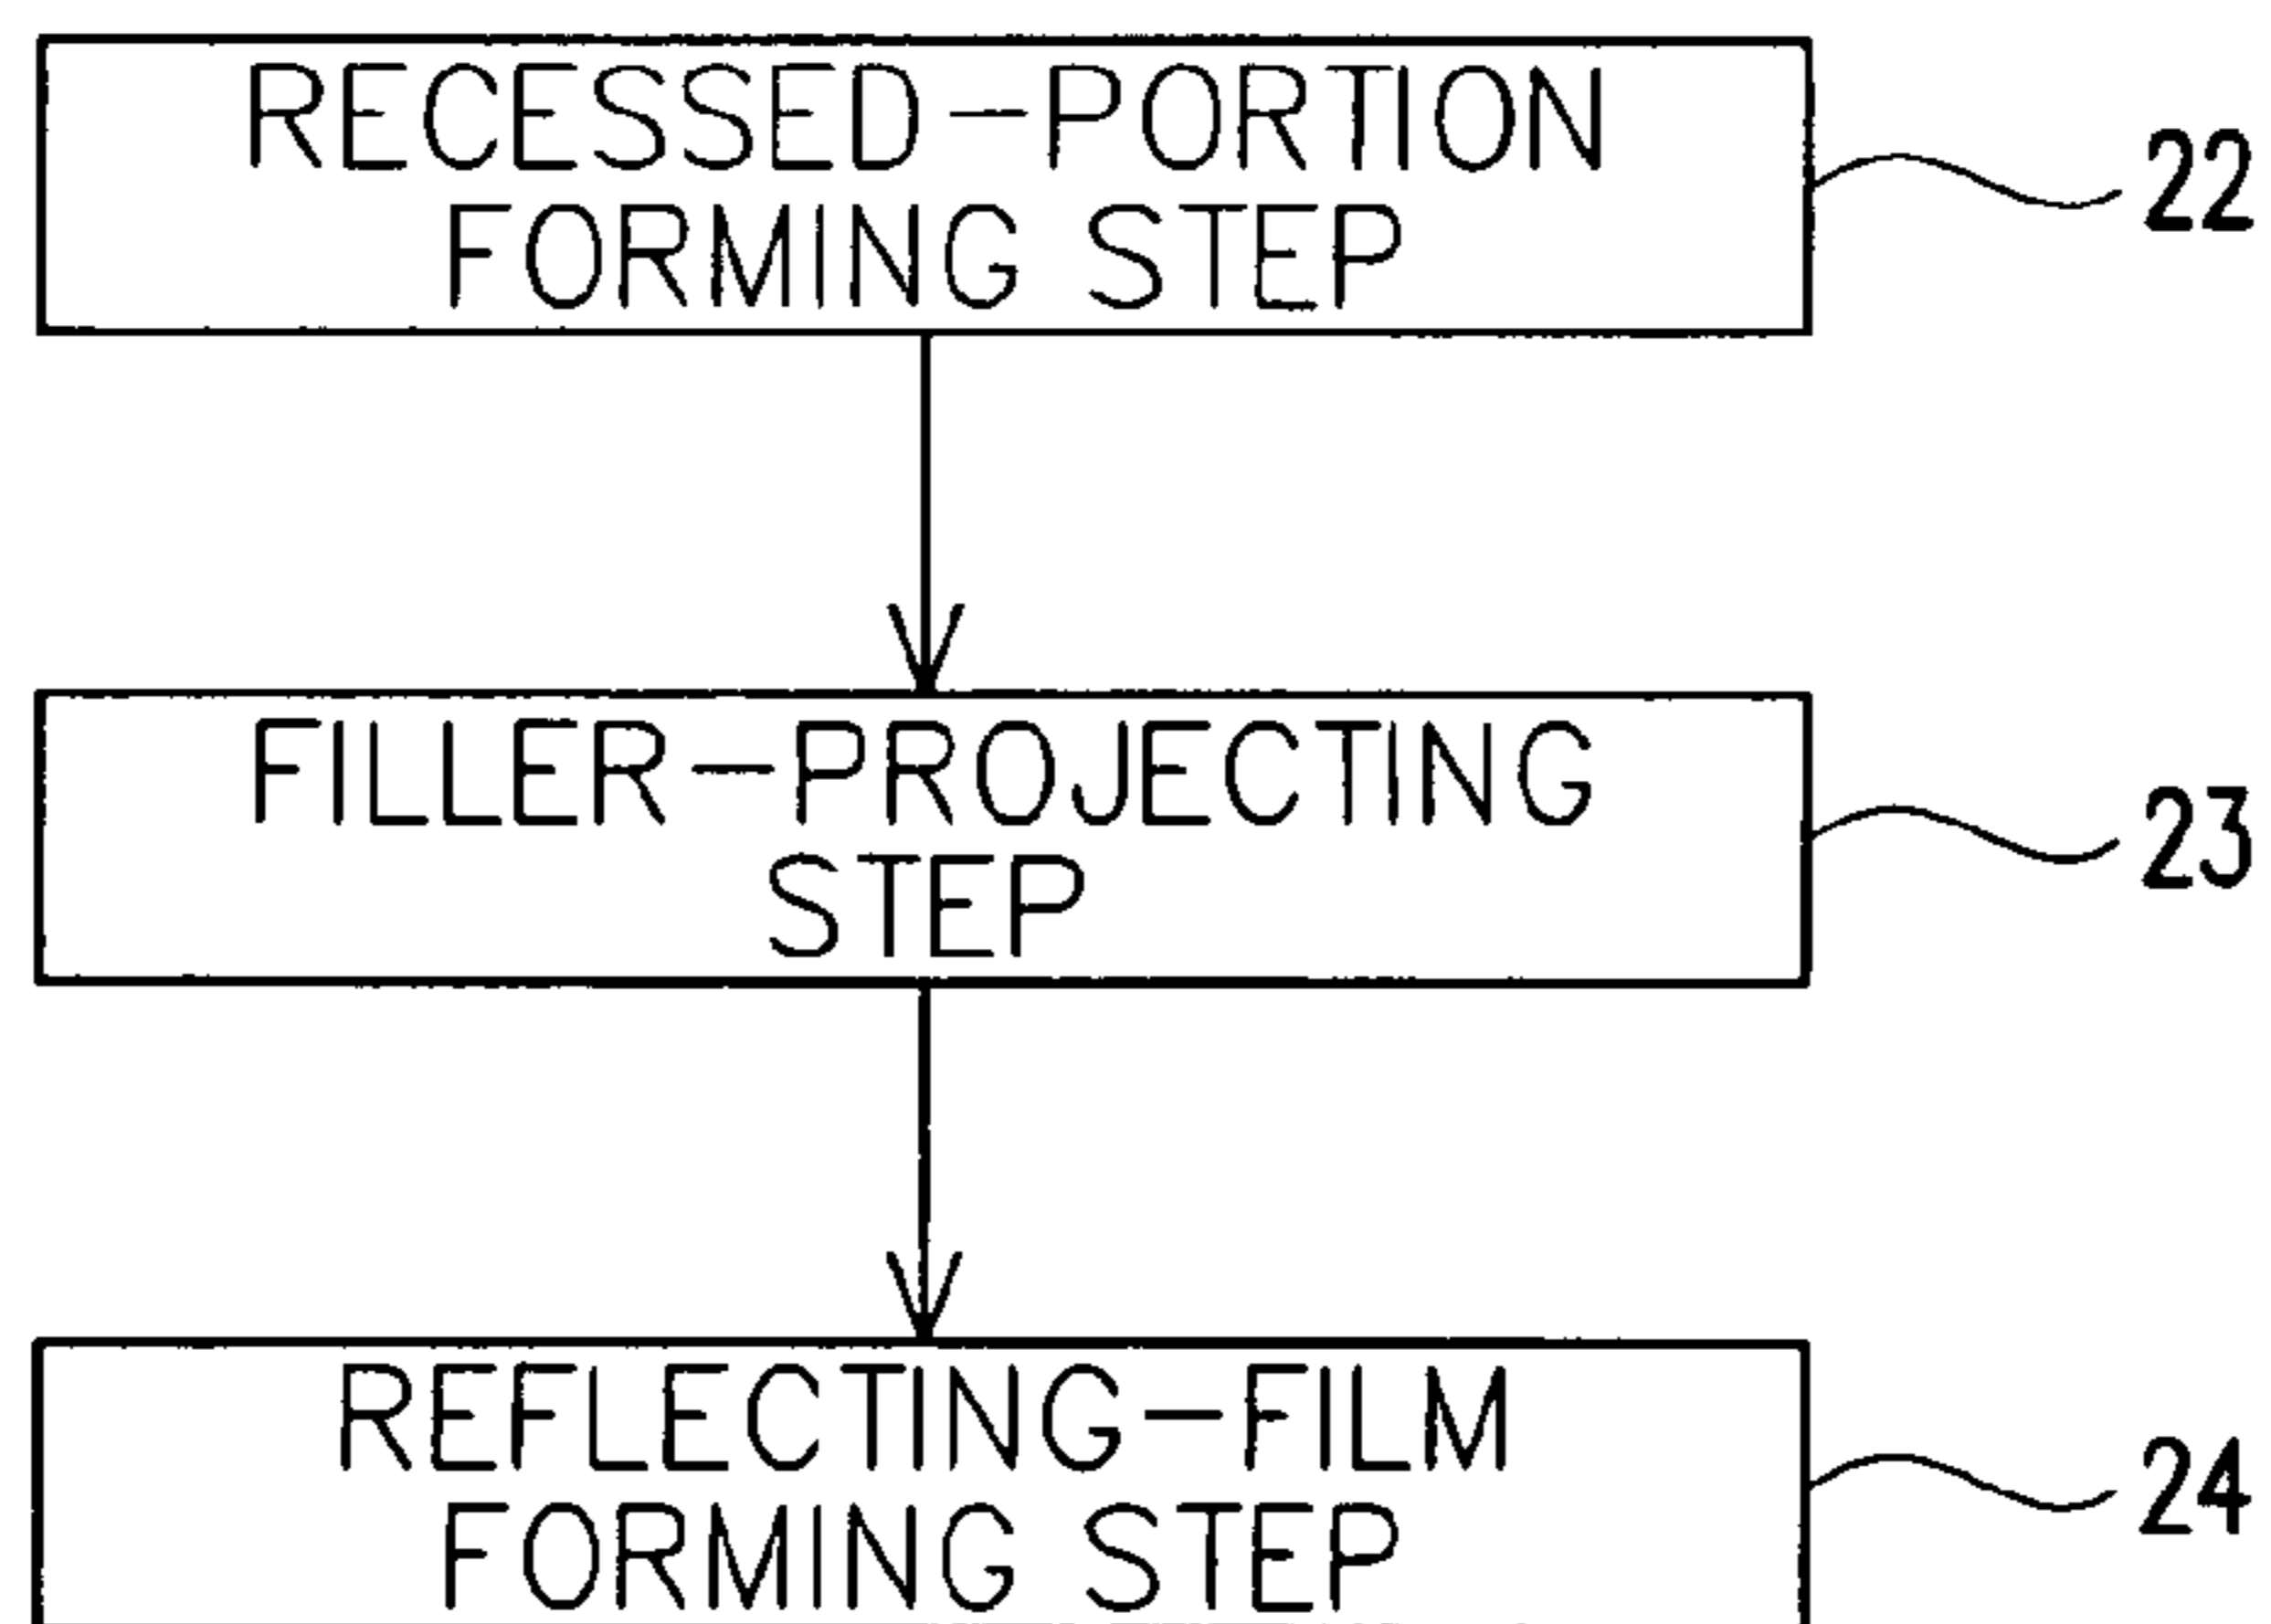 RECESSED-PORTION
FORMING STEP
22
FILLER-PROJECTING
STEP
23
REFLECTING-FILM
FORMING STEP
24